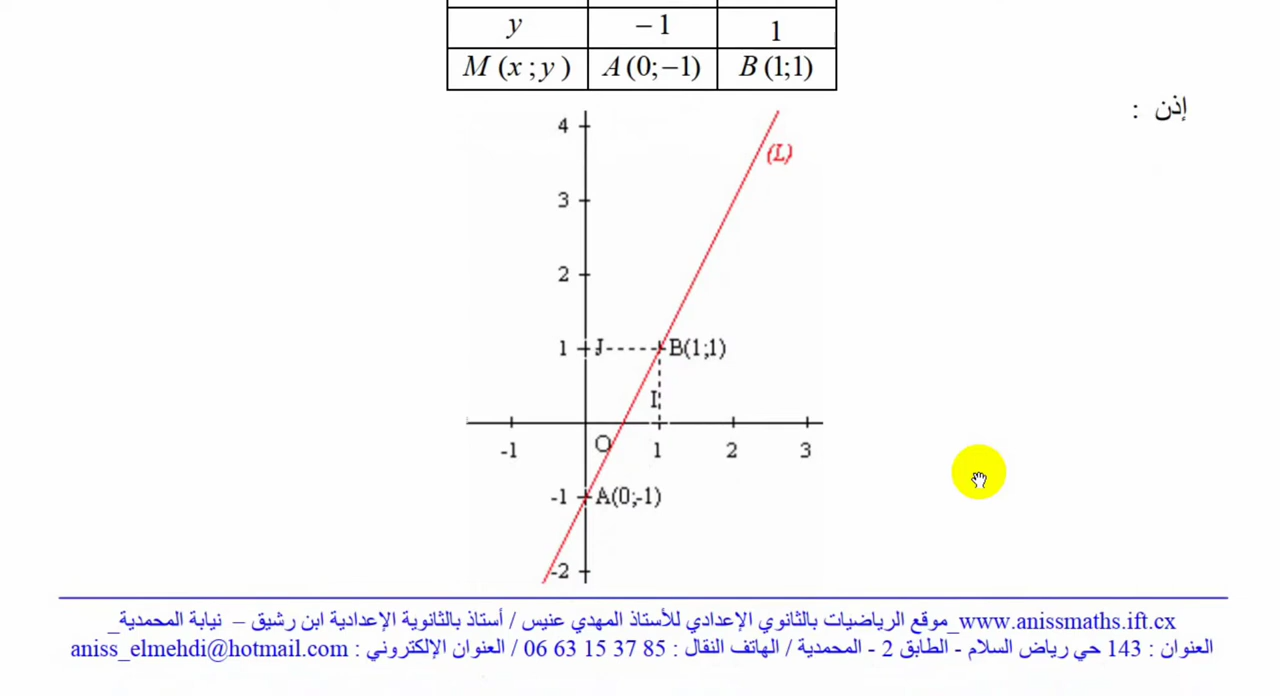 y −1 1
M (x ; y) A (0;−1) B (1;1)
إذن :
4
(L)
3
2
1 J B(1;1)
I
O
-1 1 2 3
-1 A(0;-1)
-2
www.anissmaths.ift.cx_موقع الرياضيات بالثانوي الإعدادي للأستاذ المهدي عنيس / أستاذ بالثانوية الإعدادية ابن رشيق – نيابة المحمدية_
العنوان : 143 حي رياض السلام - الطابق 2 - المحمدية / الهاتف النقال : 06 63 15 37 85 / العنوان الإلكتروني : aniss_elmehdi@hotmail.com